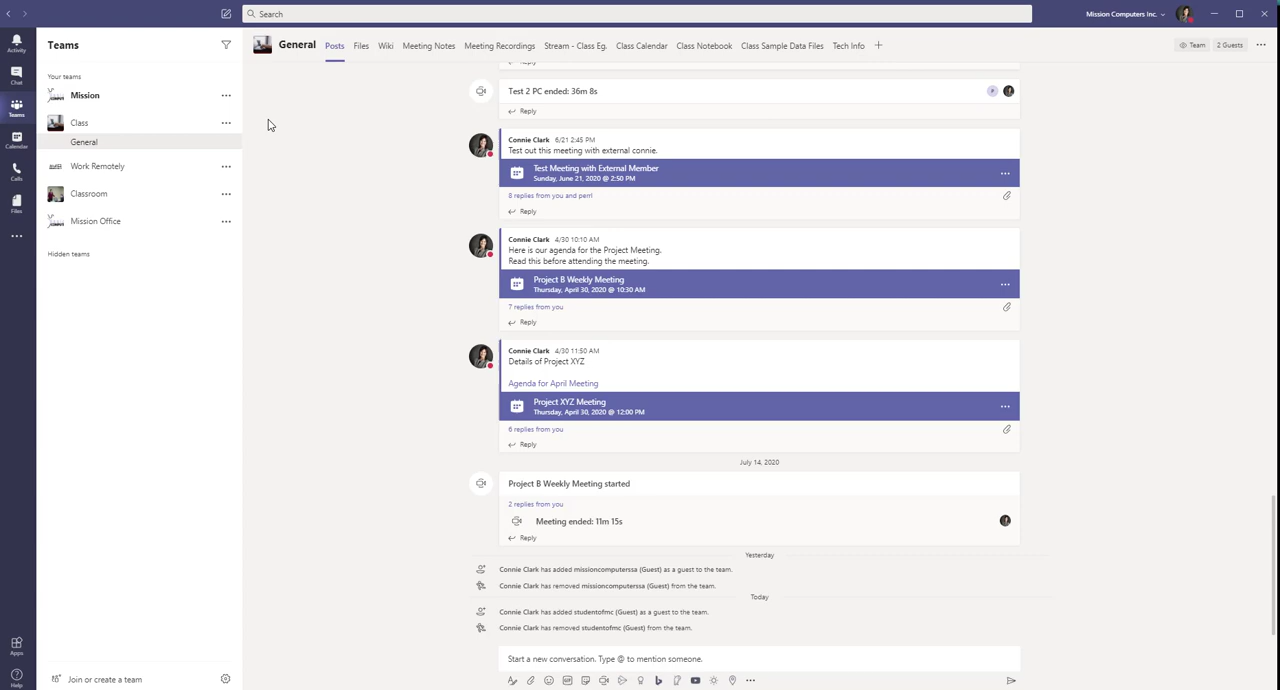 Search
Mission Computers Inc.
Activity
Chat
Teams
Calendar
Calls
Files
Apps
Help
Teams
Your teams
Mission
Class
General
Work Remotely
Classroom
Mission Office
Hidden teams
Join or create a team
General Posts Files Wiki Meeting Notes Meeting Recordings Stream - Class Eg. Class Calendar Class Notebook Class Sample Data Files Tech Info
Team 2 Guests
Reply
Test 2 PC ended: 36m 8s
P
Reply
Connie Clark 6/21 2:45 PM
Test out this meeting with external connie.
Test Meeting with External Member
Sunday, June 21, 2020 @ 2:50 PM
8 replies from you and perrl
Reply
Connie Clark 4/30 10:10 AM
Here is our agenda for the Project Meeting.
Read this before attending the meeting.
Project B Weekly Meeting
Thursday, April 30, 2020 @ 10:30 AM
7 replies from you
Reply
Connie Clark 4/30 11:50 AM
Details of Project XYZ
Agenda for April Meeting
Project XYZ Meeting
Thursday, April 30, 2020 @ 12:00 PM
6 replies from you
Reply
July 14, 2020
Project B Weekly Meeting started
2 replies from you
Meeting ended: 11m 15s
Reply
Yesterday
Connie Clark has added missioncomputerssa (Guest) as a guest to the team.
Connie Clark has removed missioncomputerssa (Guest) from the team.
Today
Connie Clark has added studentofmc (Guest) as a guest to the team.
Connie Clark has removed studentofmc (Guest) from the team.
Start a new conversation. Type @ to mention someone.
GIF